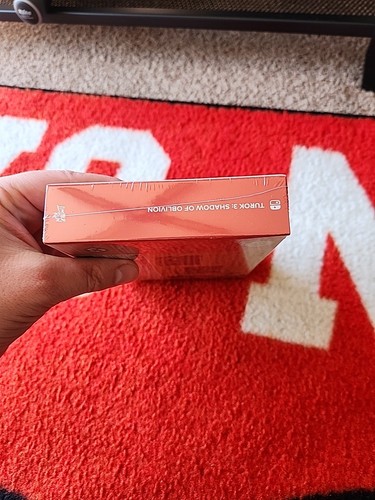 TUROK 3: SHADOW OF OBLIVION